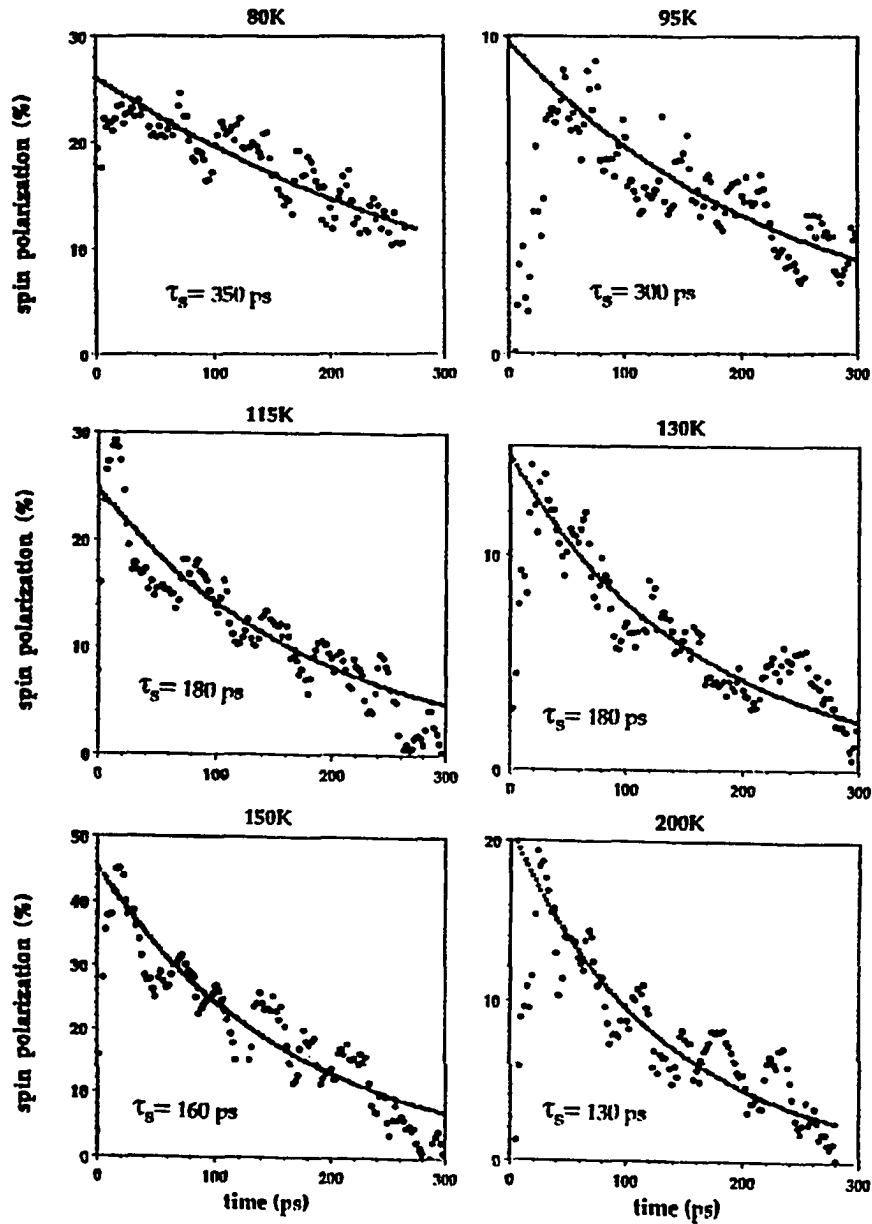 80K
95K
spin polarization (%)
30
20
10
0
τs= 350 ps
0
100
200
300
10
0
τs= 300 ps
0
100
200
300
115K
130K
spin polarization (%)
30
20
10
0
τs= 180 ps
0
100
200
300
10
0
τs= 180 ps
0
100
200
300
150K
200K
spin polarization (%)
50
40
30
20
10
0
τs= 160 ps
0
100
200
300
time (ps)
20
10
0
τs= 130 ps
0
100
200
300
time (ps)